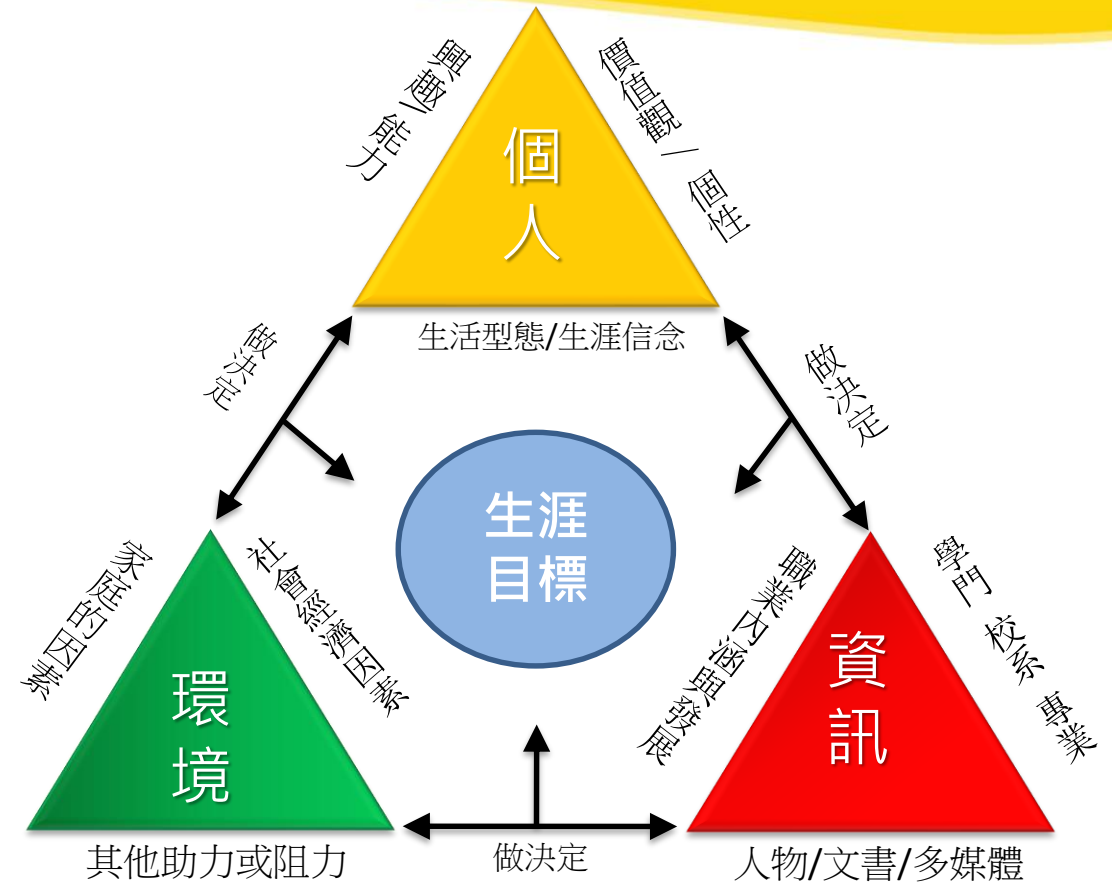 興趣/能力
價值觀/個性
個
人
生活型態/生涯信念
做決定
做決定
生涯
目標
家庭的因素
社會經濟因素
環
境
其他助力或阻力
職業內涵與發展
學門 校系 專業
資
訊
人物/文書/多媒體
做決定